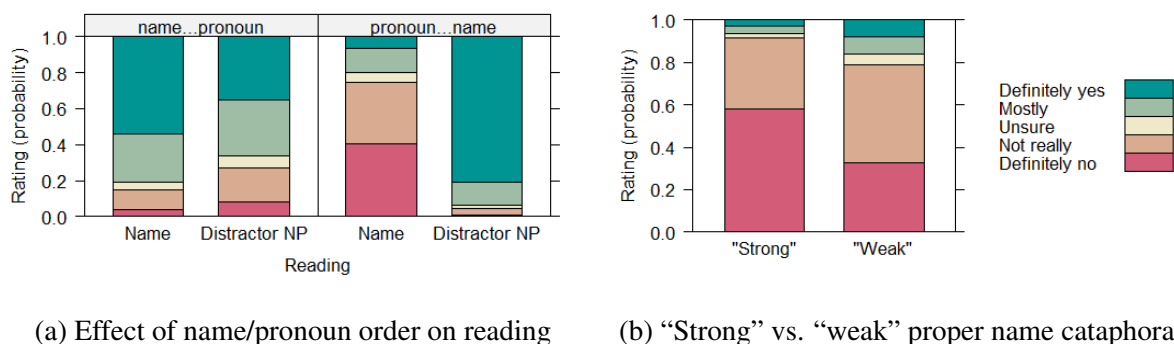 name...pronoun
pronoun...name
Rating (probability)
1.0
0.8
0.6
0.4
0.2
0.0
Name
Distractor NP
Name
Distractor NP
Reading
(a) Effect of name/pronoun order on reading
Rating (probability)
1.0
0.8
0.6
0.4
0.2
0.0
"Strong"
"Weak"
Definitely yes
Mostly
Unsure
Not really
Definitely no
(b) “Strong” vs. “weak” proper name cataphora